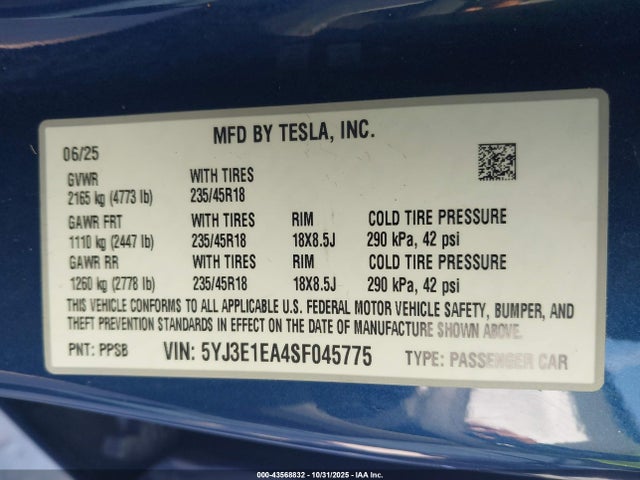 MFD BY TESLA, INC.
06/25
GVWR WITH TIRES
2165 kg (4773 lb) 235/45R18
GAWR FRT WITH TIRES RIM COLD TIRE PRESSURE
1110 kg (2447 lb) 235/45R18 18X8.5J 290 kPa, 42 psi
GAWR RR WITH TIRES RIM COLD TIRE PRESSURE
1260 kg (2778 lb) 235/45R18 18X8.5J 290 kPa, 42 psi
THIS VEHICLE CONFORMS TO ALL APPLICABLE U.S. FEDERAL MOTOR VEHICLE SAFETY, BUMPER, AND
THEFT PREVENTION STANDARDS IN EFFECT ON THE DATE OF MANUFACTURE SHOWN ABOVE.
PNT: PPSB VIN: 5YJ3E1EA4SF045775 TYPE: PASSENGER CAR
000-43568832 - 10/31/2025 - IAA Inc.